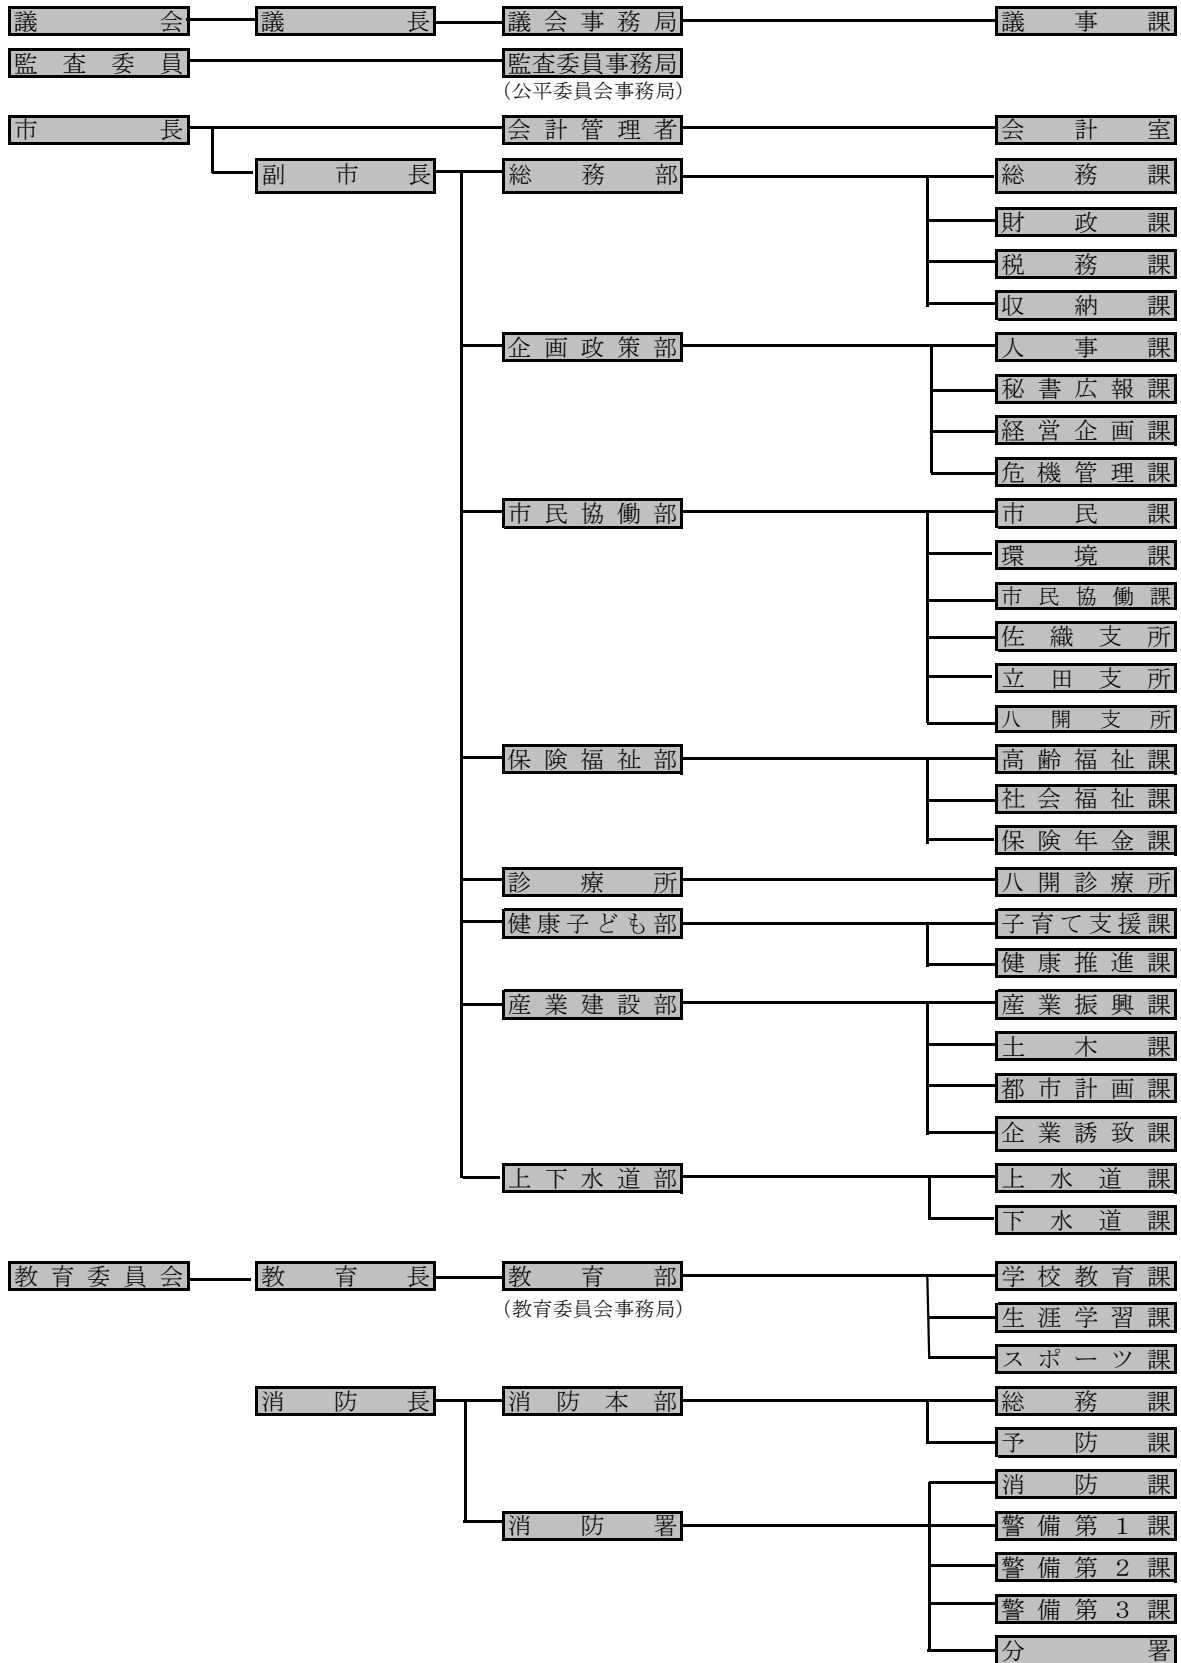 議会 議長 議会事務局 議事課
監査委員 監査委員事務局
(公平委員会事務局)
市長 会計管理者 会計室
副市長 総務部 総務課
財政課
税務課
収納課
企画政策部 人事課
秘書広報課
経営企画課
危機管理課
市民協働部 市民課
環境課
市民協働課
佐織支所
立田支所
八開支所
保険福祉部 高齢福祉課
社会福祉課
保険年金課
診療所 八開診療所
健康子ども部 子育て支援課
健康推進課
産業建設部 産業振興課
土木課
都市計画課
企業誘致課
上下水道部 上水道課
下水道課
教育委員会 教育長 教育部 学校教育課
(教育委員会事務局)
生涯学習課
スポーツ課
消防長 消防本部 総務課
予防課
消防課
消防署 警備第1課
警備第2課
警備第3課
分署